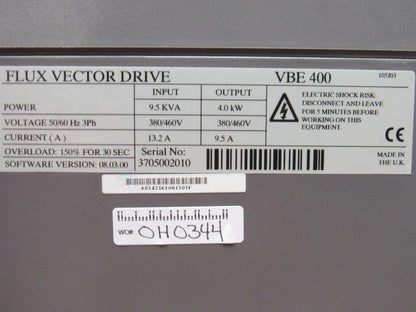 FLUX VECTOR DRIVE VBE 400 105J03
INPUT OUTPUT
POWER 9.5 KVA 4.0 kW
VOLTAGE 50/60 Hz 3Ph 380/460V 380/460V
CURRENT ( A ) 13.2 A 9.5 A
OVERLOAD: 150% FOR 30 SEC
SOFTWARE VERSION: 08.03.00
Serial No:
3705002010
ELECTRIC SHOCK RISK:
DISCONNECT AND LEAVE
FOR 5 MINUTES BEFORE
WORKING ON THIS
EQUIPMENT.
MADE IN
THE U.K.
WO#: OH0344